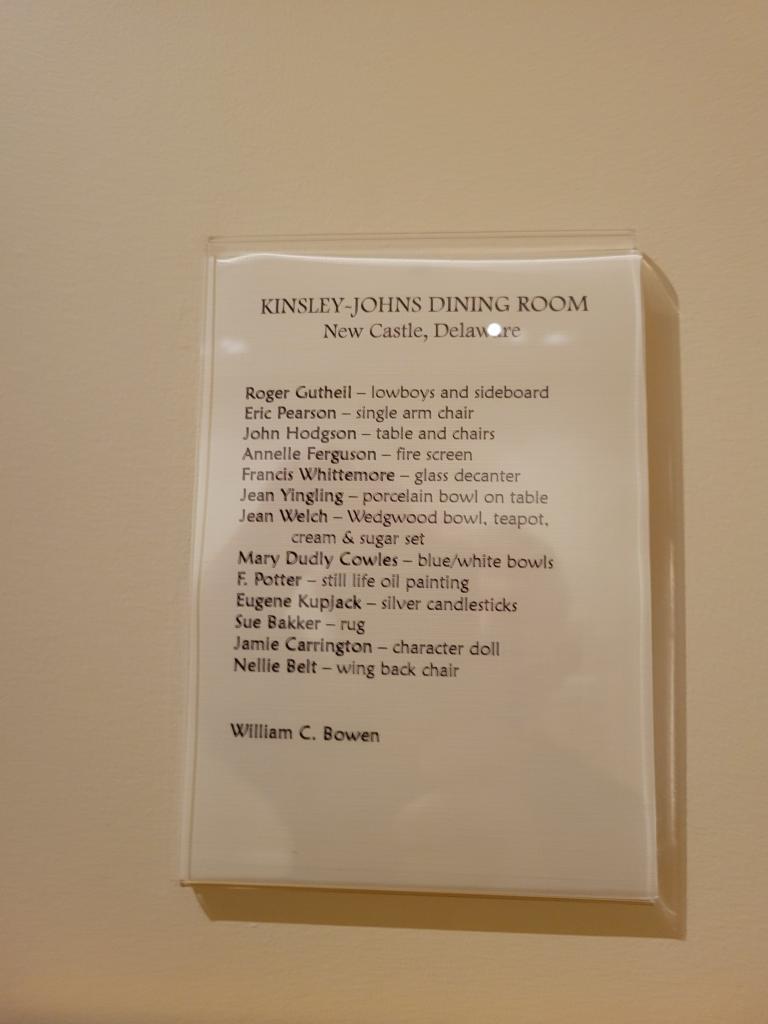 KINSLEY-JOHNS DINING ROOM
New Castle, Delaware
Roger Gutheil – lowboys and sideboard
Eric Pearson – single arm chair
John Hodgson – table and chairs
Annelle Ferguson – fire screen
Francis Whittemore – glass decanter
Jean Yingling – porcelain bowl on table
Jean Welch – Wedgwood bowl, teapot,
cream & sugar set
Mary Dudly Cowles – blue/white bowls
F. Potter – still life oil painting
Eugene Kupjack – silver candlesticks
Sue Bakker – rug
Jamie Carrington – character doll
Nellie Belt – wing back chair
William C. Bowen